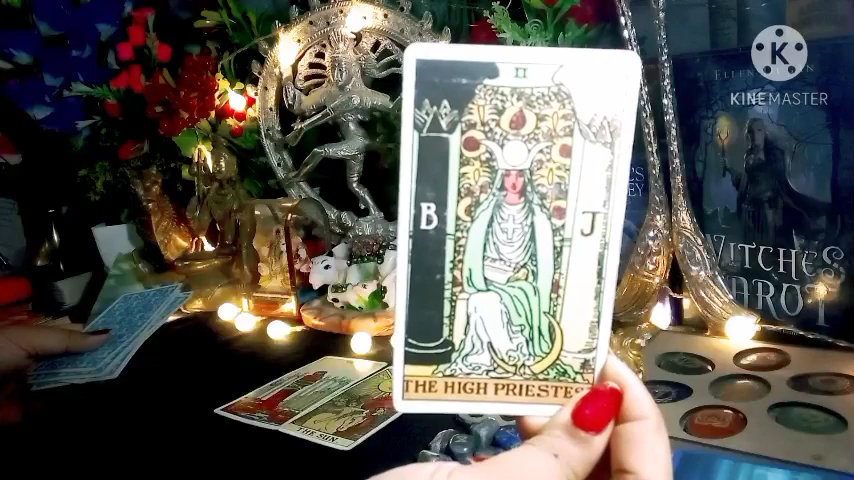 II
B
J
THE HIGH PRIESTES
THE SUN
K
KINEMASTER
WITCHES
TAROT